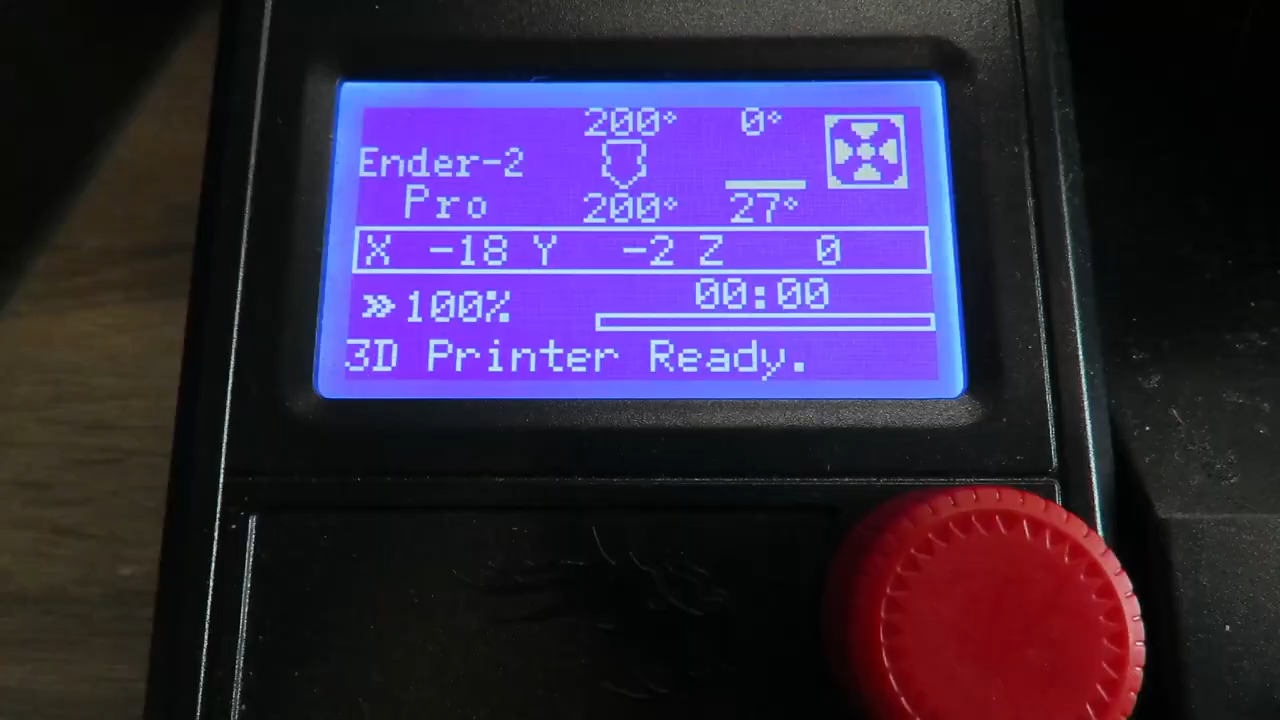 200° 0°
Ender-2
Pro
200° 27°
X -18 Y -2 Z 0
»100% 00:00
3D Printer Ready.